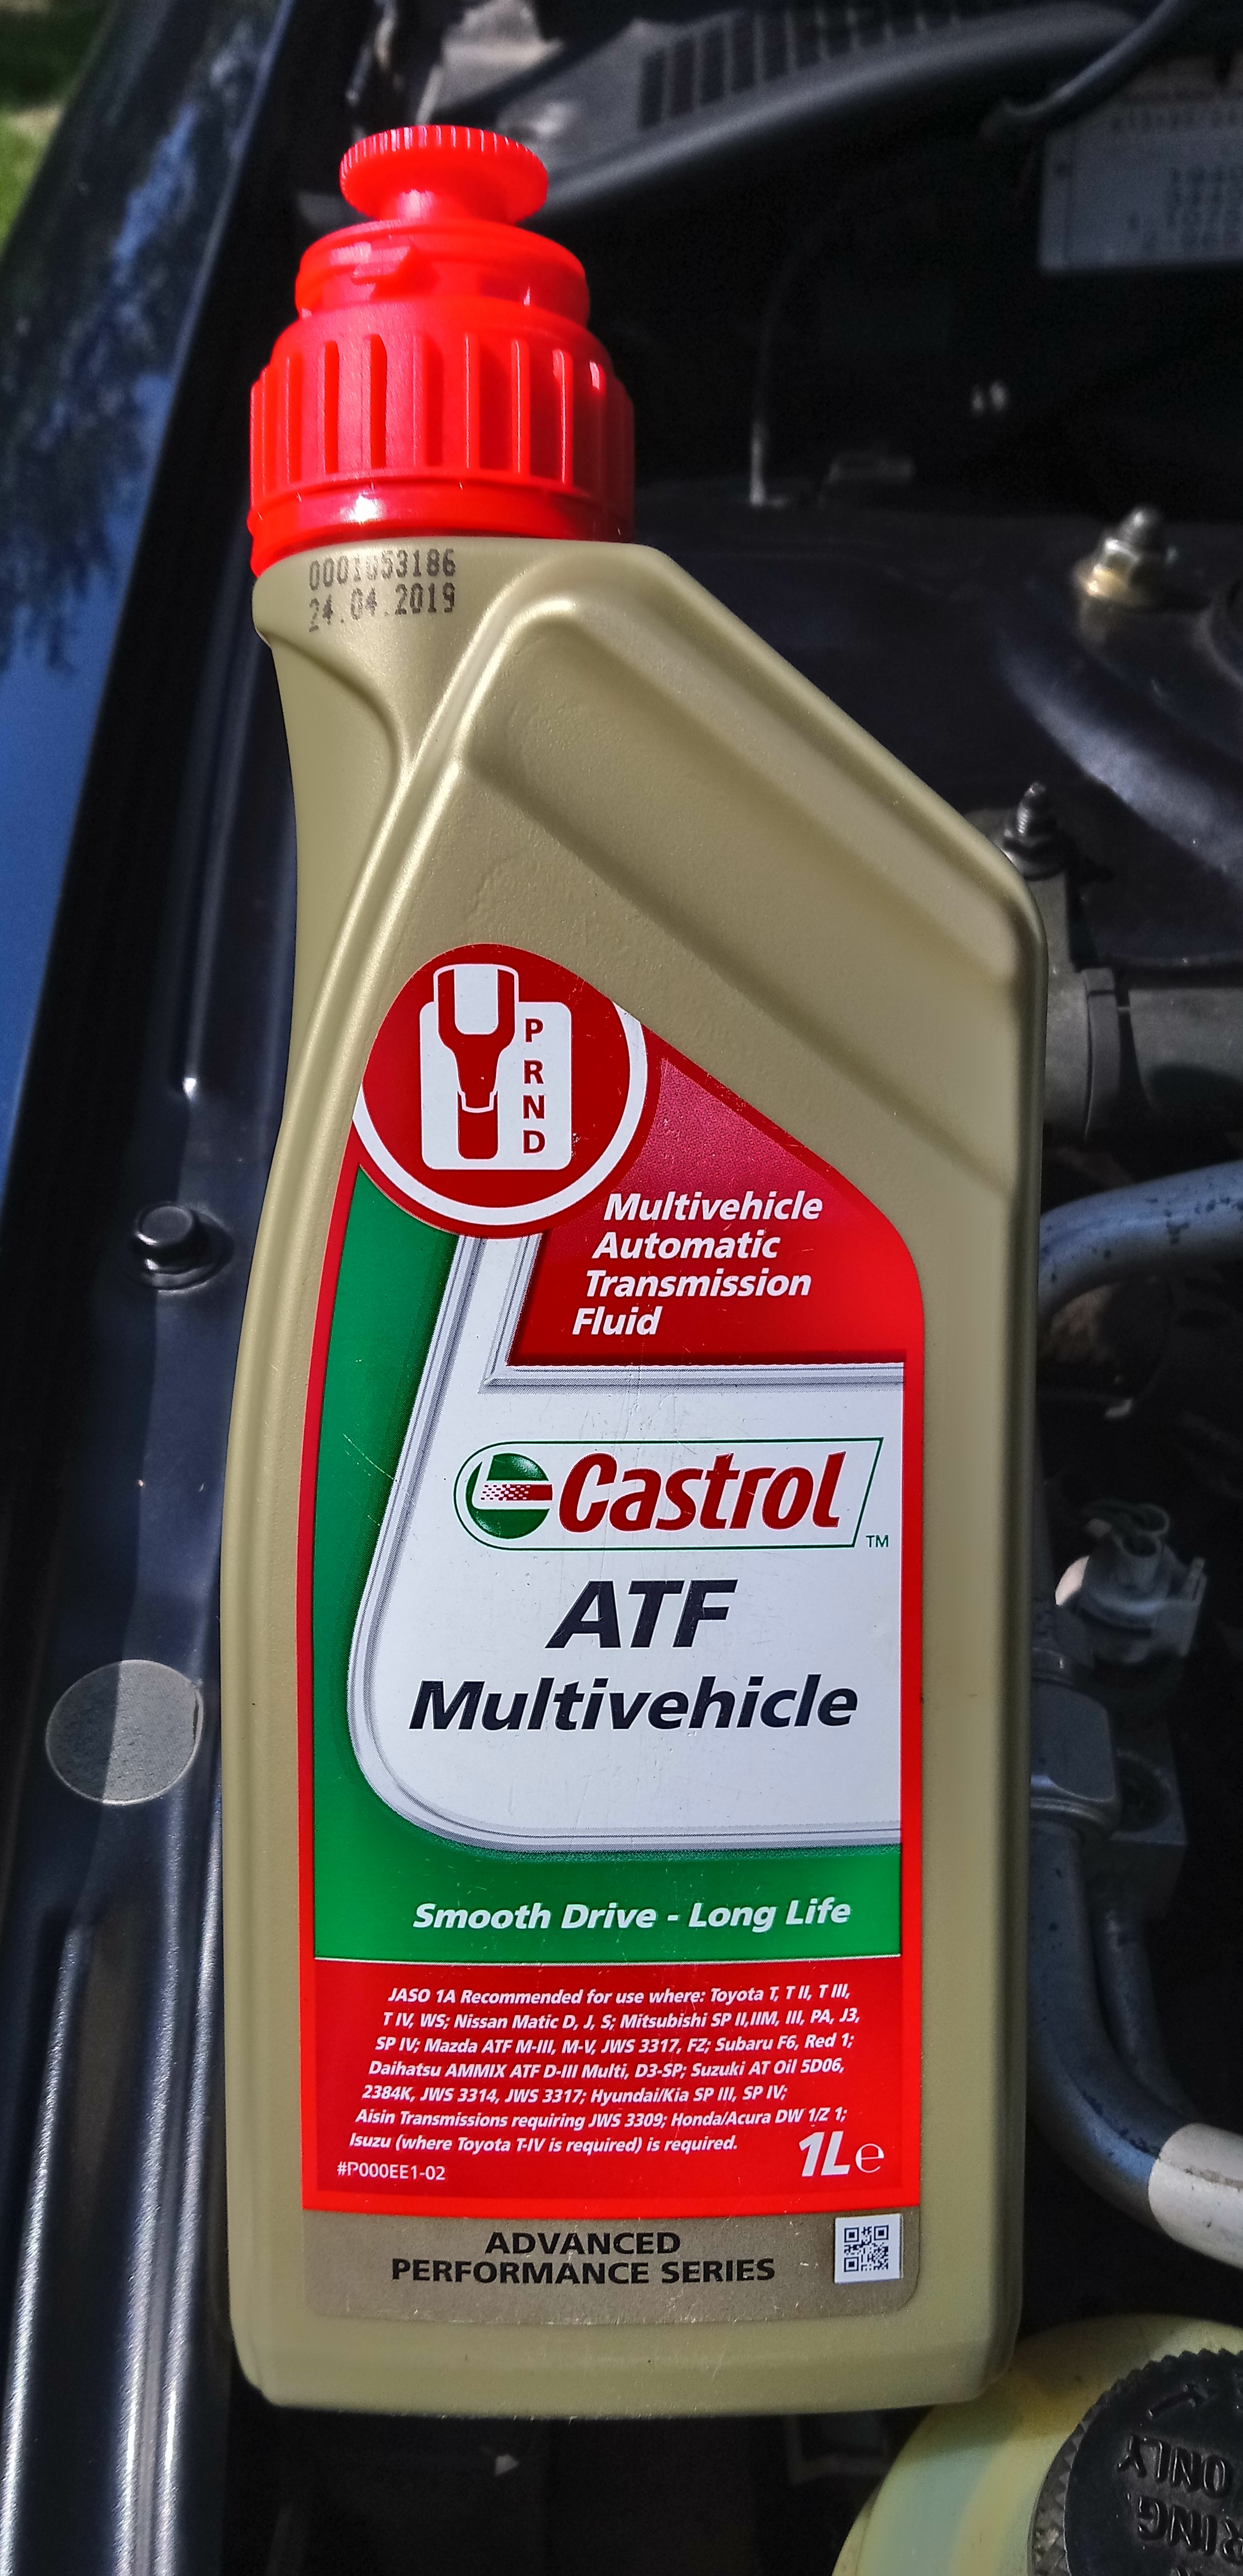 0001053186
24.04.2019
P
R
N
D
Multivehicle
Automatic
Transmission
Fluid
Castrol
TM
ATF
Multivehicle
Smooth Drive - Long Life
JASO 1A Recommended for use where: Toyota T, T II, T III,
T IV, WS; Nissan Matic D, J, S; Mitsubishi SP II,IIM, III, PA, J3,
SP IV; Mazda ATF M-III, M-V, JWS 3317, FZ; Subaru F6, Red 1;
Daihatsu AMMIX ATF D-III Multi, D3-SP; Suzuki AT Oil 5D06,
2384K, JWS 3314, JWS 3317; Hyundai/Kia SP III, SP IV;
Aisin Transmissions requiring JWS 3309; Honda/Acura DW 1/Z 1;
Isuzu (where Toyota T-IV is required) is required.
1L e
#P000EE1-02
ADVANCED
PERFORMANCE SERIES
ONLY